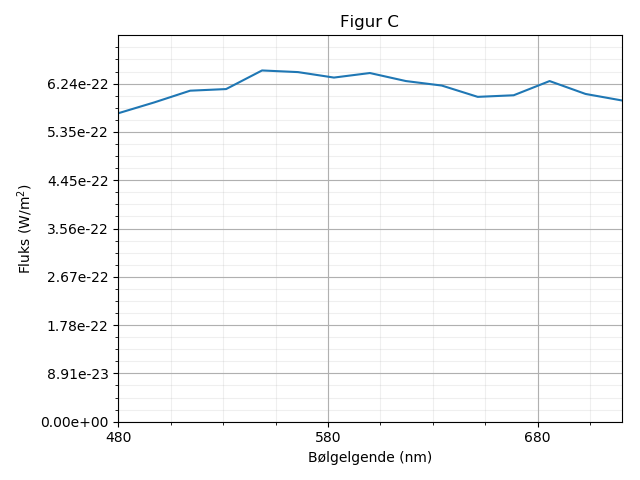 Figur C
6.24e-22
5.35e-22
4.45e-22
3.56e-22
2.67e-22
1.78e-22
8.91e-23
0.00e+00
Fluks (W/m²)
480 580 680
Bølgelgende (nm)